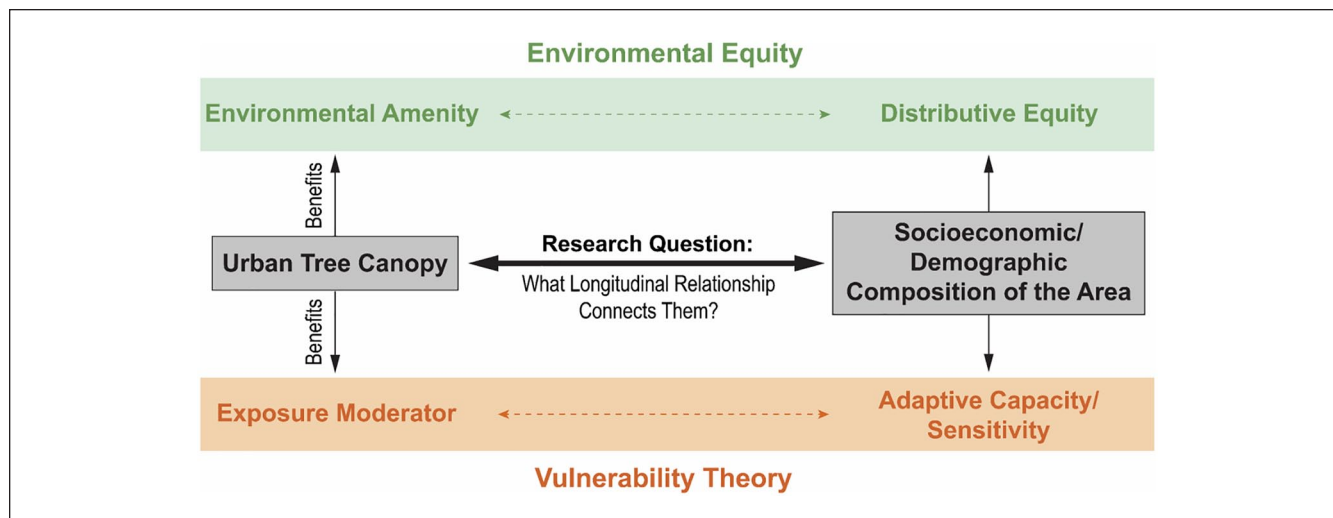 Environmental Equity
Environmental Amenity
Distributive Equity
Benefits
Urban Tree Canopy
Benefits
Research Question:
What Longitudinal Relationship
Connects Them?
Socioeconomic/
Demographic
Composition of the Area
Exposure Moderator
Adaptive Capacity/
Sensitivity
Vulnerability Theory